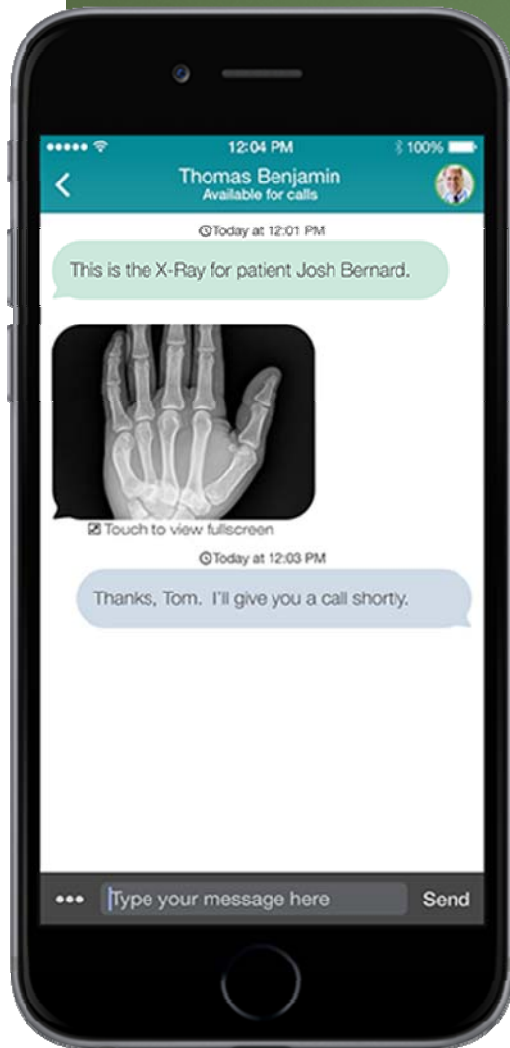 12:04 PM
100%
Thomas Benjamin
Available for calls
Today at 12:01 PM
This is the X-Ray for patient Josh Bernard.
Touch to view fullscreen
Today at 12:03 PM
Thanks, Tom. I'll give you a call shortly.
Type your message here
Send